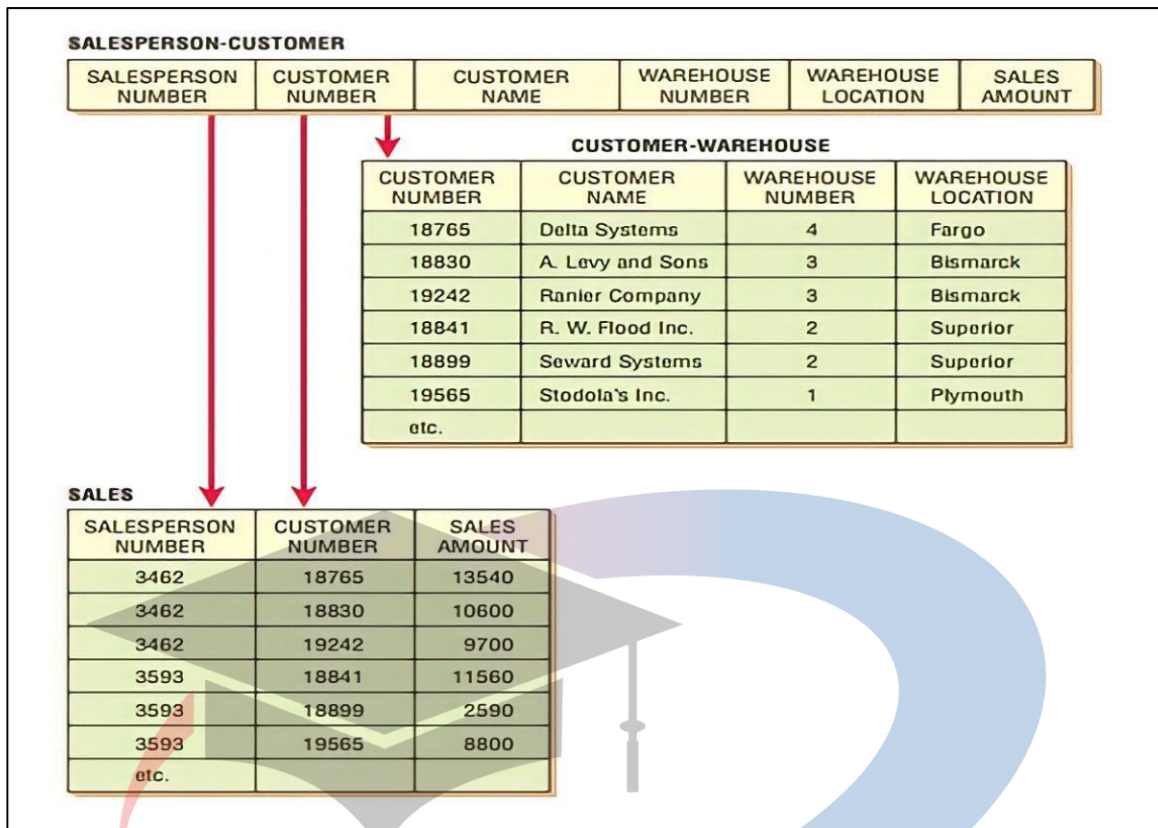 SALESPERSON-CUSTOMER
SALESPERSON NUMBER CUSTOMER NUMBER CUSTOMER NAME WAREHOUSE NUMBER WAREHOUSE LOCATION SALES AMOUNT
CUSTOMER-WAREHOUSE
CUSTOMER NUMBER CUSTOMER NAME WAREHOUSE NUMBER WAREHOUSE LOCATION
18765 Delta Systems 4 Fargo
18830 A. Levy and Sons 3 Bismarck
19242 Ranier Company 3 Bismarck
18841 R. W. Flood Inc. 2 Superior
18899 Seward Systems 2 Superior
19565 Stodola's Inc. 1 Plymouth
etc.
SALES
SALESPERSON NUMBER CUSTOMER NUMBER SALES AMOUNT
3462 18765 13540
3462 18830 10600
3462 19242 9700
3593 18841 11560
3593 18899 2590
3593 19565 8800
etc.